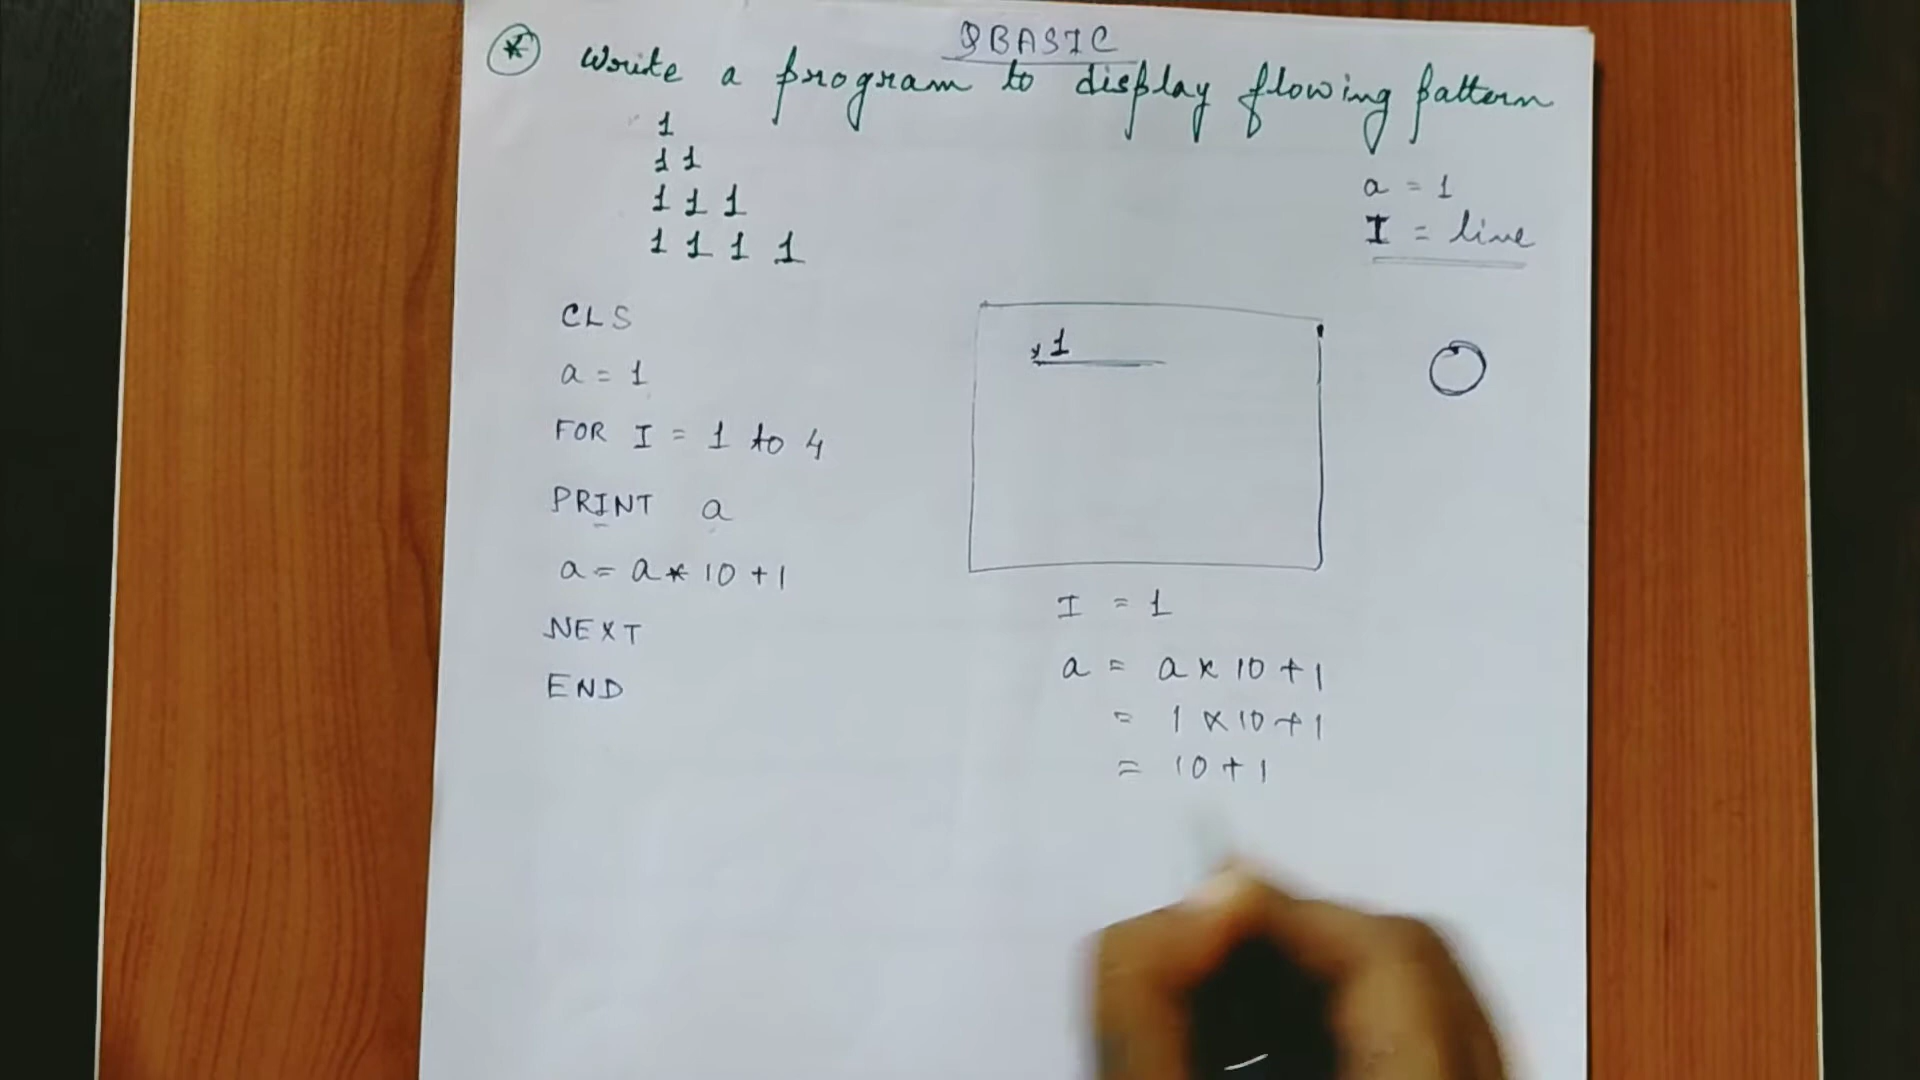 QBASIC
* Write a program to display flowing pattern
1
1 1
1 1 1
1 1 1 1
a = 1
I = line
CLS
a = 1
FOR I = 1 to 4
PRINT a
a = a * 10 + 1
NEXT
END
1
I = 1
a = a x 10 + 1
= 1 x 10 + 1
= 10 + 1